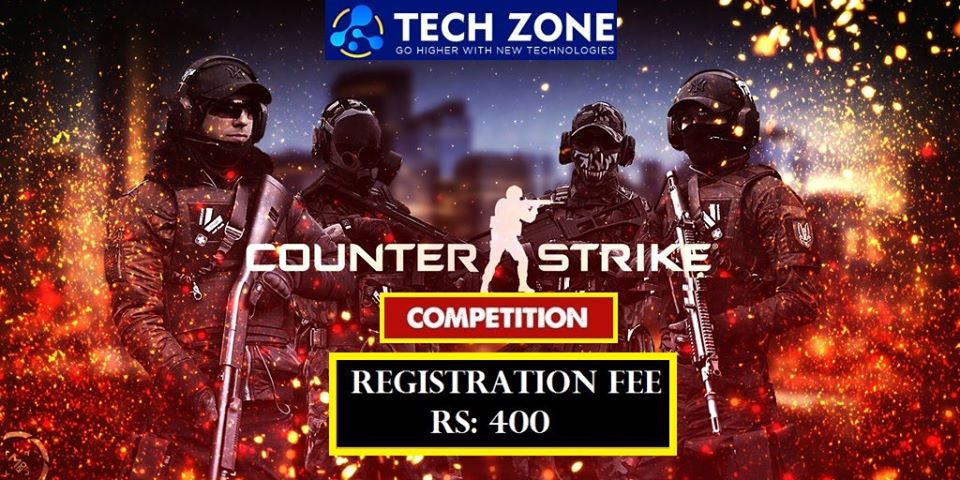 TECH ZONE
GO HIGHER WITH NEW TECHNOLOGIES
COUNTER STRIKE®
COMPETITION
REGISTRATION FEE
RS: 400